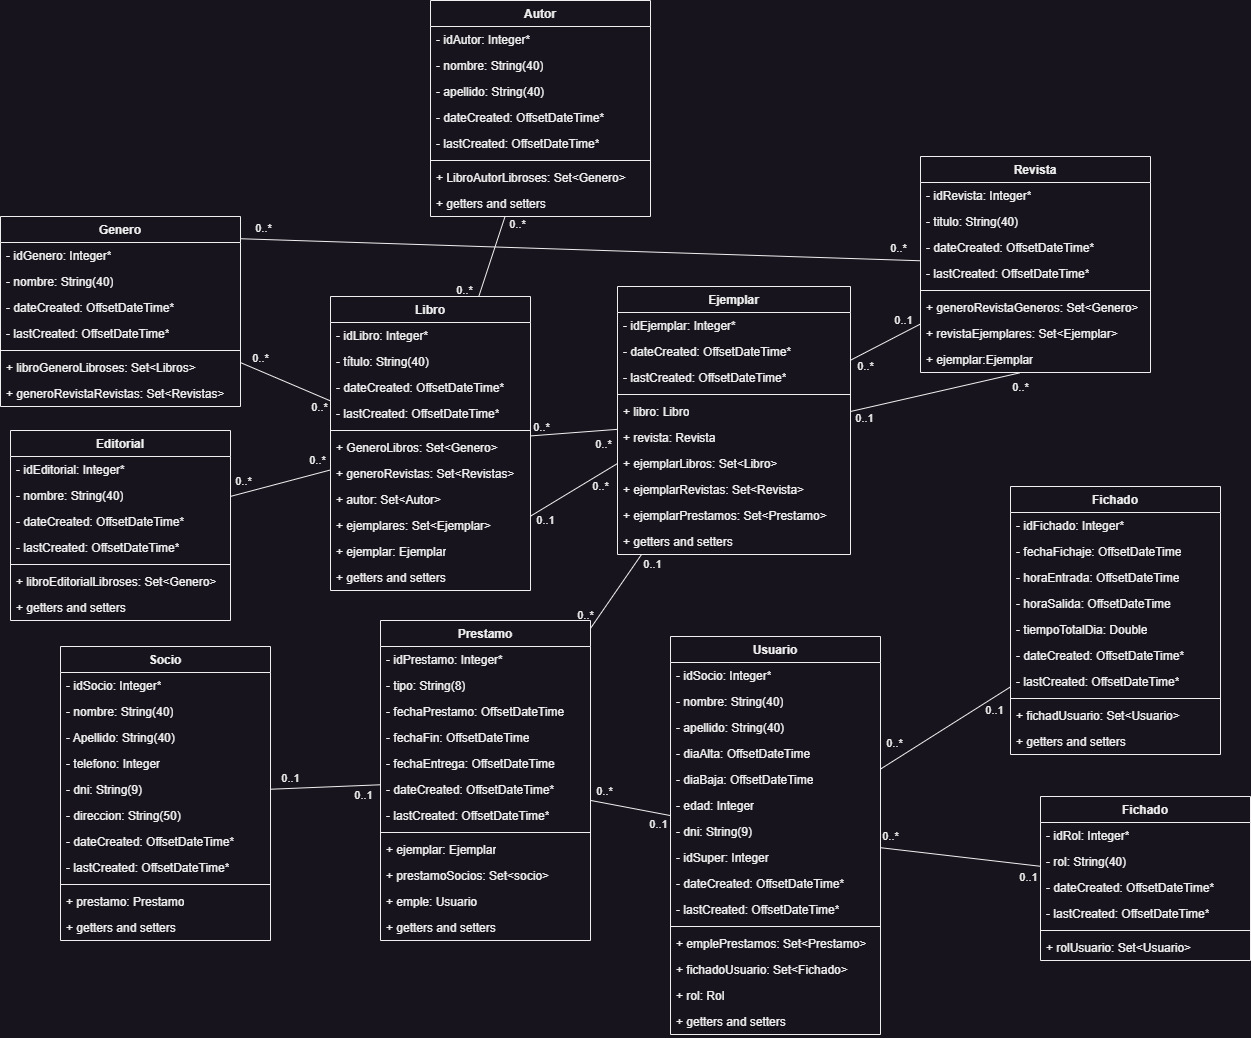 Autor
- idAutor: Integer*
- nombre: String(40)
- apellido: String(40)
- dateCreated: OffsetDateTime*
- lastCreated: OffsetDateTime*
+ LibroAutorLibroses: Set<Genero>
+ getters and setters
0..*
0..*
Revista
- idRevista: Integer*
- titulo: String(40)
- dateCreated: OffsetDateTime*
- lastCreated: OffsetDateTime*
+ generoRevistaGeneros: Set<Genero>
+ revistaEjemplares: Set<Ejemplar>
+ ejemplar:Ejemplar
0..*
0..1
0..*
Genero
- idGenero: Integer*
- nombre: String(40)
- dateCreated: OffsetDateTime*
- lastCreated: OffsetDateTime*
+ libroGeneroLibroses: Set<Libros>
+ generoRevistaRevistas: Set<Revistas>
0..*
0..*
0..*
Libro
- idLibro: Integer*
- título: String(40)
- dateCreated: OffsetDateTime*
- lastCreated: OffsetDateTime*
+ GeneroLibros: Set<Genero>
+ generoRevistas: Set<Revistas>
+ autor: Set<Autor>
+ ejemplares: Set<Ejemplar>
+ ejemplar: Ejemplar
+ getters and setters
0..*
0..*
0..*
0..1
Ejemplar
- idEjemplar: Integer*
- dateCreated: OffsetDateTime*
- lastCreated: OffsetDateTime*
+ libro: Libro
+ revista: Revista
+ ejemplarLibros: Set<Libro>
+ ejemplarRevistas: Set<Revista>
+ ejemplarPrestamos: Set<Prestamo>
+ getters and setters
0..*
0..1
0..1
0..*
Editorial
- idEditorial: Integer*
- nombre: String(40)
- dateCreated: OffsetDateTime*
- lastCreated: OffsetDateTime*
+ libroEditorialLibroses: Set<Genero>
+ getters and setters
0..*
0..*
Fichado
- idFichado: Integer*
- fechaFichaje: OffsetDateTime
- horaEntrada: OffsetDateTime
- horaSalida: OffsetDateTime
- tiempoTotalDia: Double
- dateCreated: OffsetDateTime*
- lastCreated: OffsetDateTime*
+ fichadUsuario: Set<Usuario>
+ getters and setters
0..1
0..*
Socio
- idSocio: Integer*
- nombre: String(40)
- Apellido: String(40)
- telefono: Integer
- dni: String(9)
- direccion: String(50)
- dateCreated: OffsetDateTime*
- lastCreated: OffsetDateTime*
+ prestamo: Prestamo
+ getters and setters
0..1
0..1
Prestamo
- idPrestamo: Integer*
- tipo: String(8)
- fechaPrestamo: OffsetDateTime
- fechaFin: OffsetDateTime
- fechaEntrega: OffsetDateTime
- dateCreated: OffsetDateTime*
- lastCreated: OffsetDateTime*
+ ejemplar: Ejemplar
+ prestamoSocios: Set<socio>
+ emple: Usuario
+ getters and setters
0..*
0..1
Usuario
- idSocio: Integer*
- nombre: String(40)
- apellido: String(40)
- diaAlta: OffsetDateTime
- diaBaja: OffsetDateTime
- edad: Integer
- dni: String(9)
- idSuper: Integer
- dateCreated: OffsetDateTime*
- lastCreated: OffsetDateTime*
+ emplePrestamos: Set<Prestamo>
+ fichadoUsuario: Set<Fichado>
+ rol: Rol
+ getters and setters
0..*
0..1
Fichado
- idRol: Integer*
- rol: String(40)
- dateCreated: OffsetDateTime*
- lastCreated: OffsetDateTime*
+ rolUsuario: Set<Usuario>